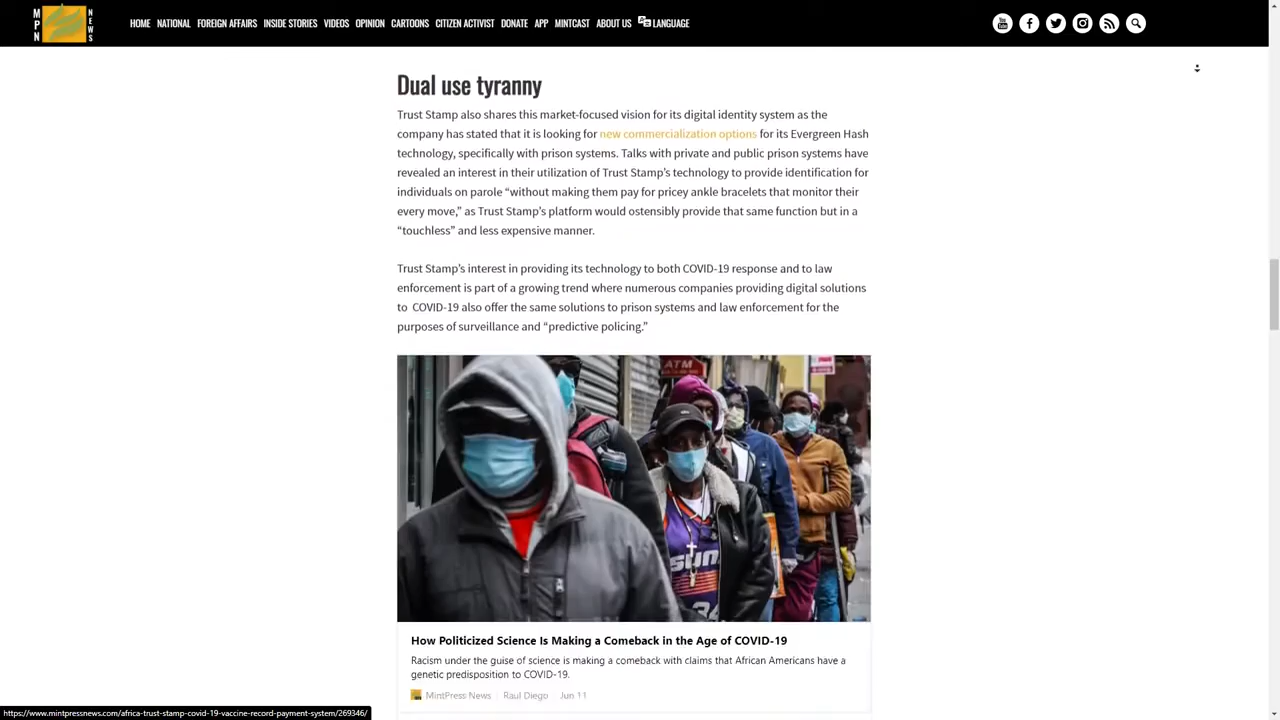 MPN NEWS
HOME NATIONAL FOREIGN AFFAIRS INSIDE STORIES VIDEOS OPINION CARTOONS CITIZEN ACTIVIST DONATE APP MINTCAST ABOUT US LANGUAGE
Dual use tyranny
Trust Stamp also shares this market-focused vision for its digital identity system as the
company has stated that it is looking for new commercialization options for its Evergreen Hash
technology, specifically with prison systems. Talks with private and public prison systems have
revealed an interest in their utilization of Trust Stamp’s technology to provide identification for
individuals on parole “without making them pay for pricey ankle bracelets that monitor their
every move,” as Trust Stamp’s platform would ostensibly provide that same function but in a
“touchless” and less expensive manner.
Trust Stamp’s interest in providing its technology to both COVID-19 response and to law
enforcement is part of a growing trend where numerous companies providing digital solutions
to COVID-19 also offer the same solutions to prison systems and law enforcement for the
purposes of surveillance and “predictive policing.”
ATM
SUNS
34
How Politicized Science Is Making a Comeback in the Age of COVID-19
Racism under the guise of science is making a comeback with claims that African Americans have a
genetic predisposition to COVID-19.
MintPress News Raul Diego Jun 11
https://www.mintpressnews.com/africa-trust-stamp-covid-19-vaccine-record-payment-system/269346/